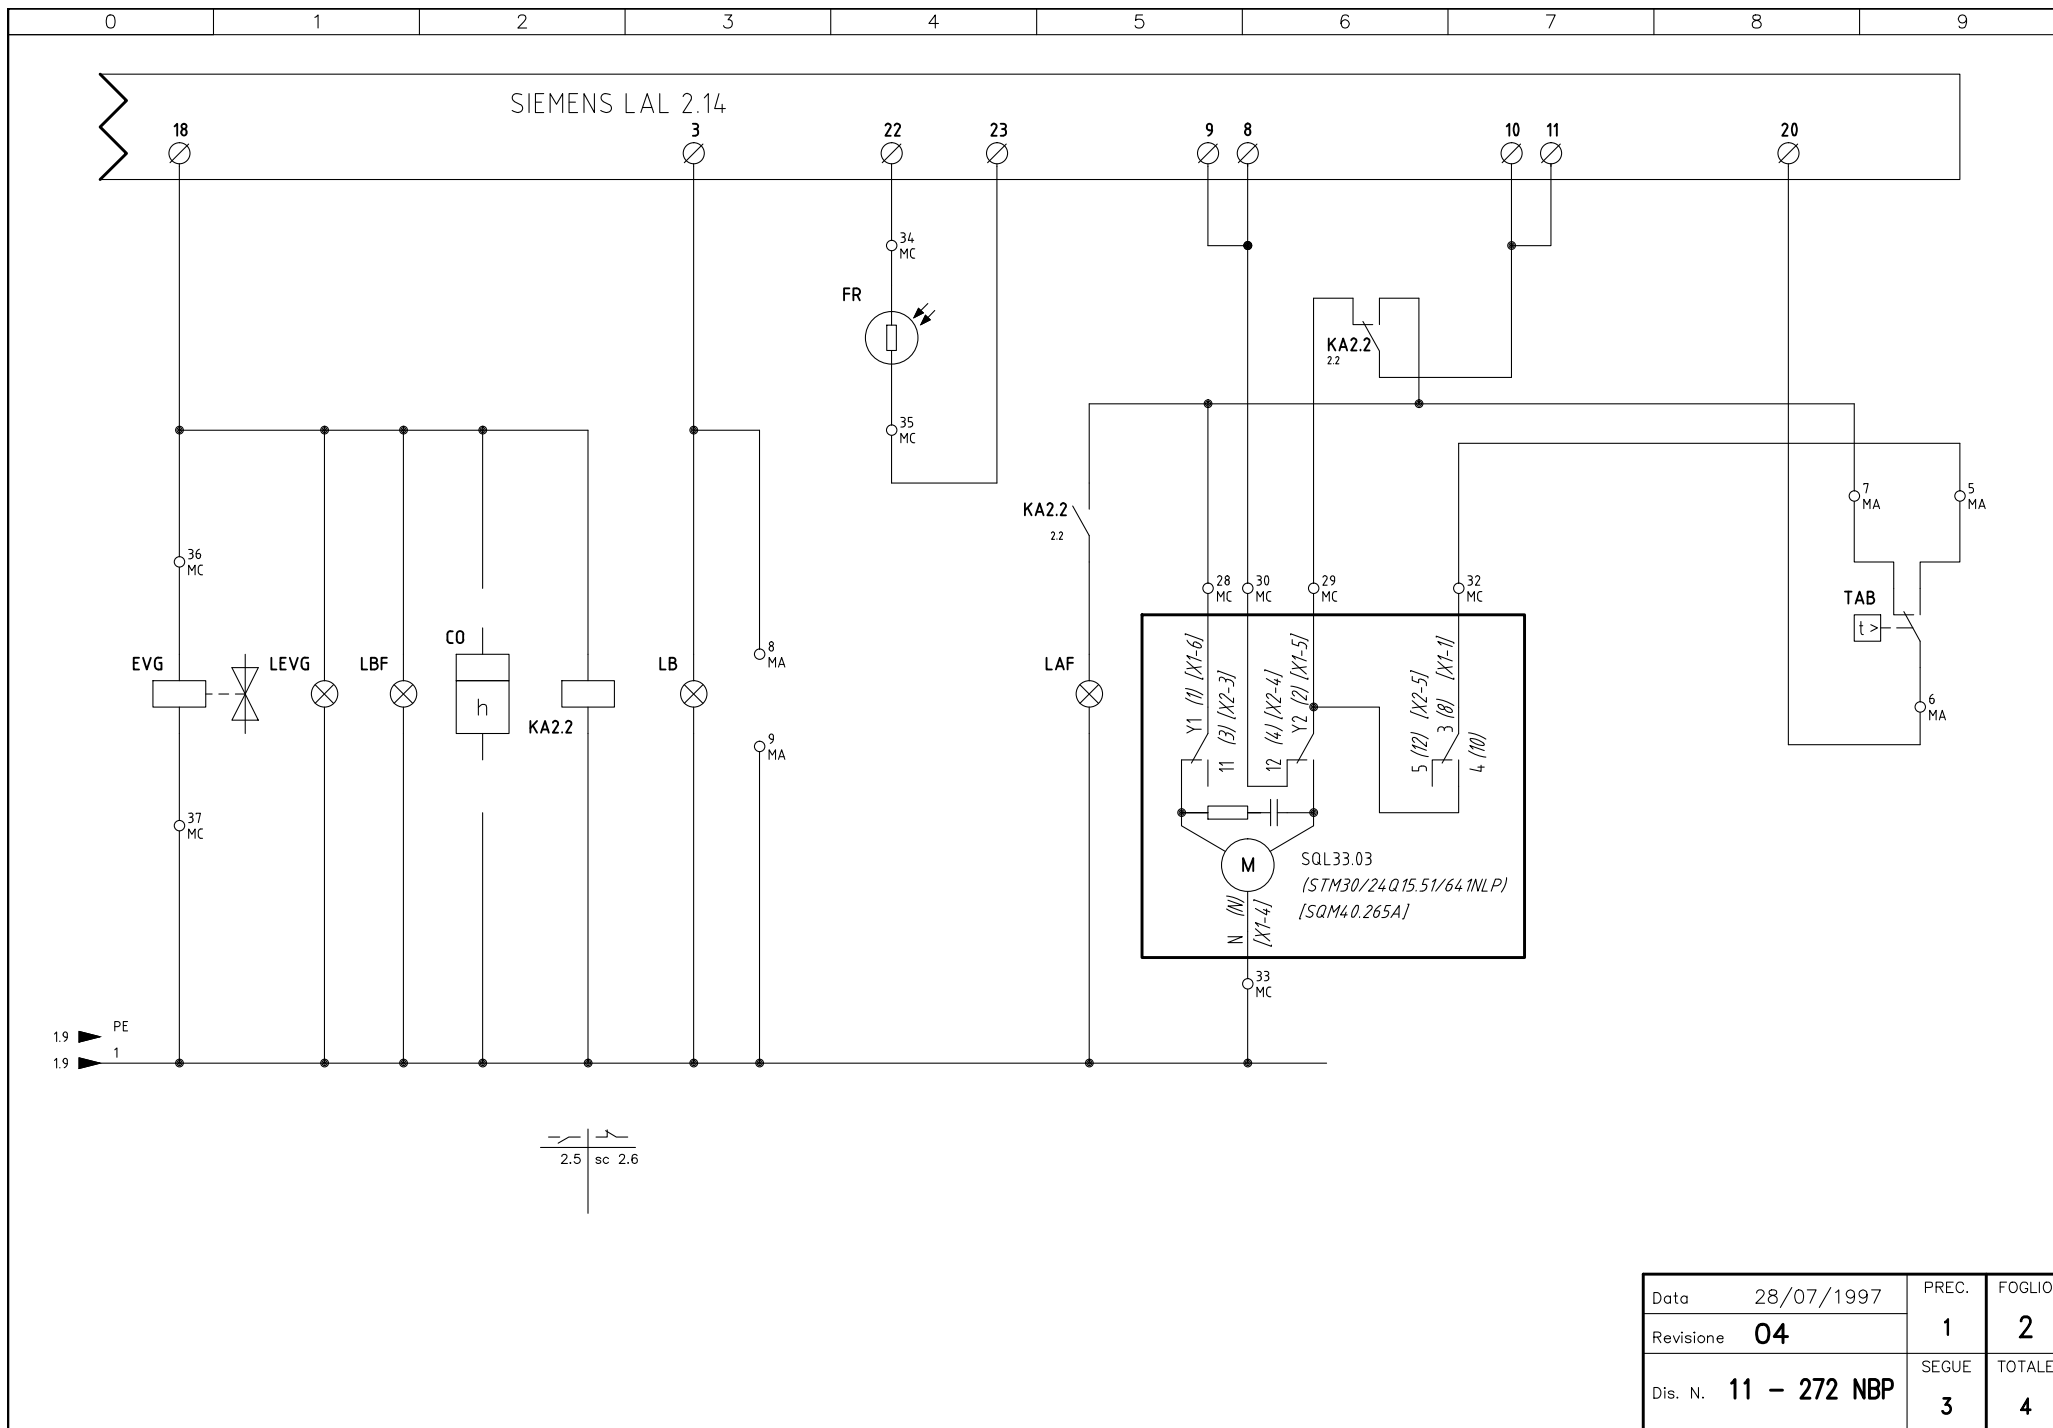 0 1 2 3 4 5 6 7 8 9
SIEMENS LAL 2.14
18 3 22 23 9 8 10 11 20
34
MC
FR
KA2.2
2.2
35
MC
7
MA
5
MA
KA2.2
2.2
36
MC
28
MC
30
MC
29
MC
32
MC
TAB
t >
CO
8
MA
EVG
LEVG
LBF
h
KA2.2
LB
LAF
6
MA
Y1 (1) [X1-6]
11 (3) [X2-3]
12 (4) [X2-4]
Y2 (2) [X1-5]
5 (12) [X2-5]
3 (8) [X1-1]
4 (10)
9
MA
37
MC
M
SQL33.03
(STM30/24Q15.51/641NLP)
[SQM40.265A]
N (N)
[X1-4]
33
MC
1.9 PE
1.9 1
2.5 sc 2.6
Data 28/07/1997
PREC.
1
FOGLIO
2
Revisione 04
Dis. N. 11 - 272 NBP
SEGUE
3
TOTALE
4